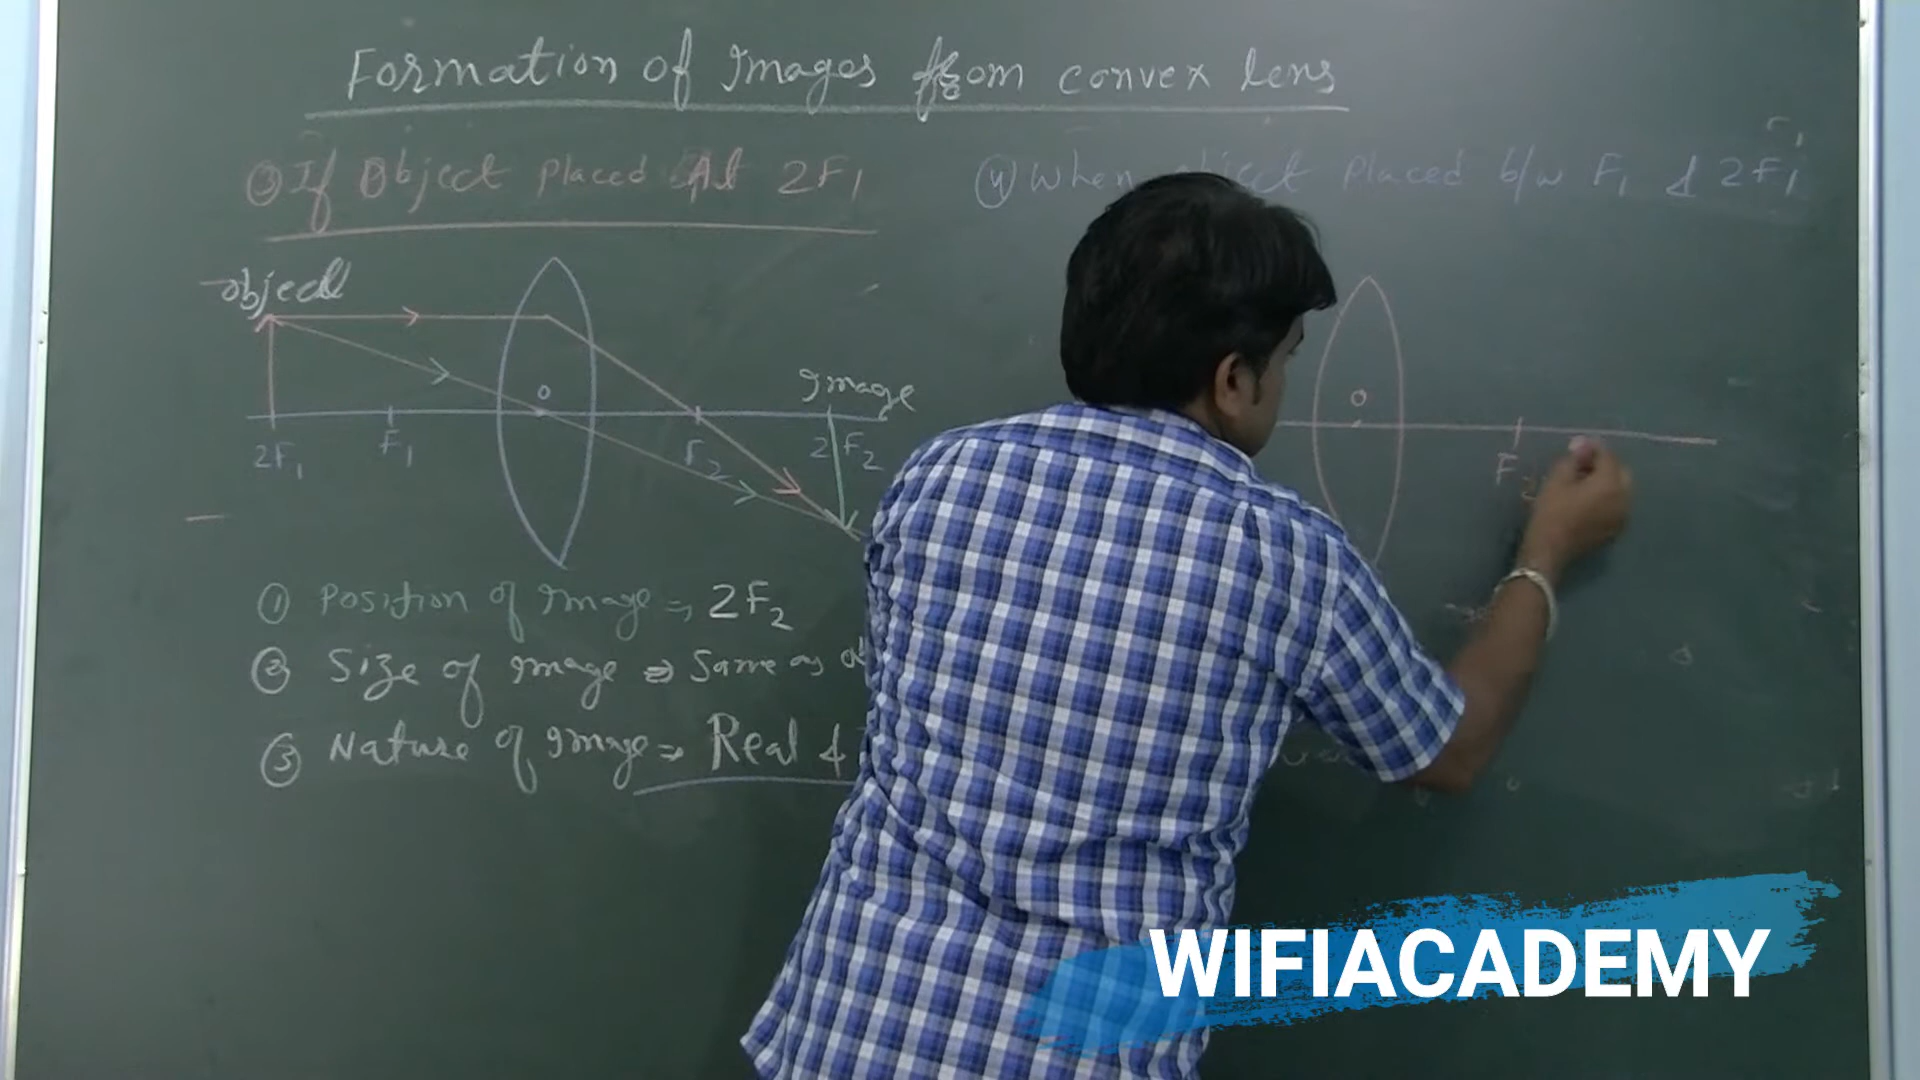 Formation of Images from convex lens
③ If Object Placed At 2F1
④ When object Placed b/w F1 & 2F1
object
O
Image
2F1 F1 F2 2F2
O
F2
① Position of Image ⇒ 2F2
② Size of Image ⇒ Same as
③ Nature of Image ⇒ Real &
WIFIACADEMY